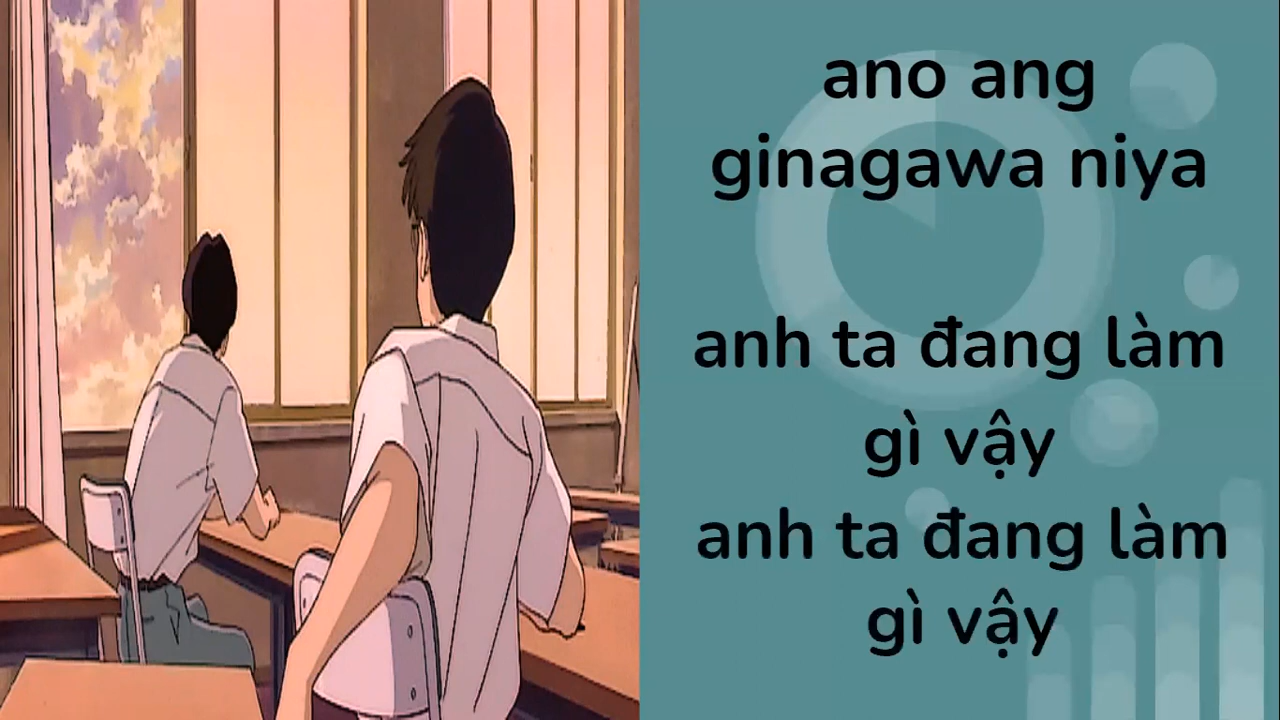 ano ang
ginagawa niya
anh ta đang làm
gì vậy
anh ta đang làm
gì vậy